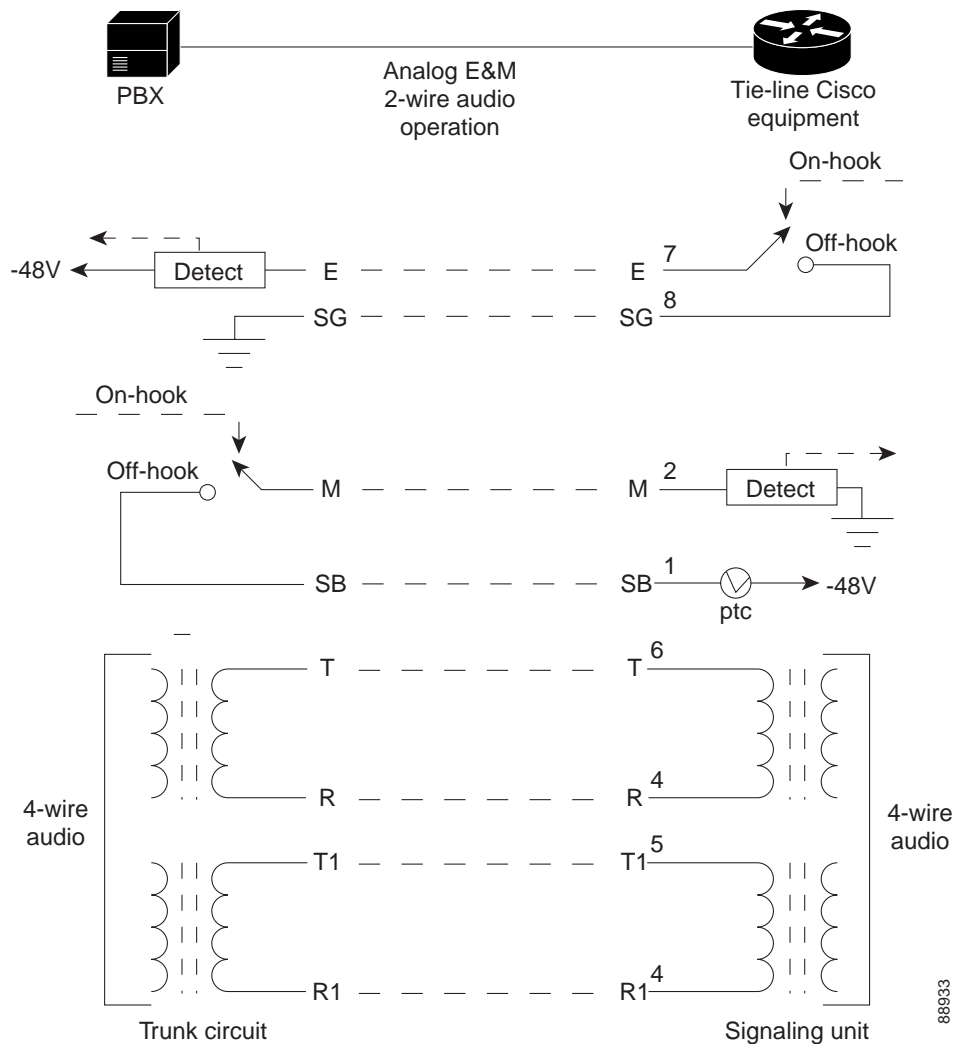 PBX
Analog E&M
2-wire audio
operation
Tie-line Cisco
equipment
On-hook
Off-hook
-48V
Detect
E
E
7
SG
SG
8
On-hook
Off-hook
M
M
2
Detect
SB
SB
1
ptc
-48V
T
T
6
R
R
4
4-wire
audio
4-wire
audio
T1
T1
5
R1
R1
4
Trunk circuit
Signaling unit
88933